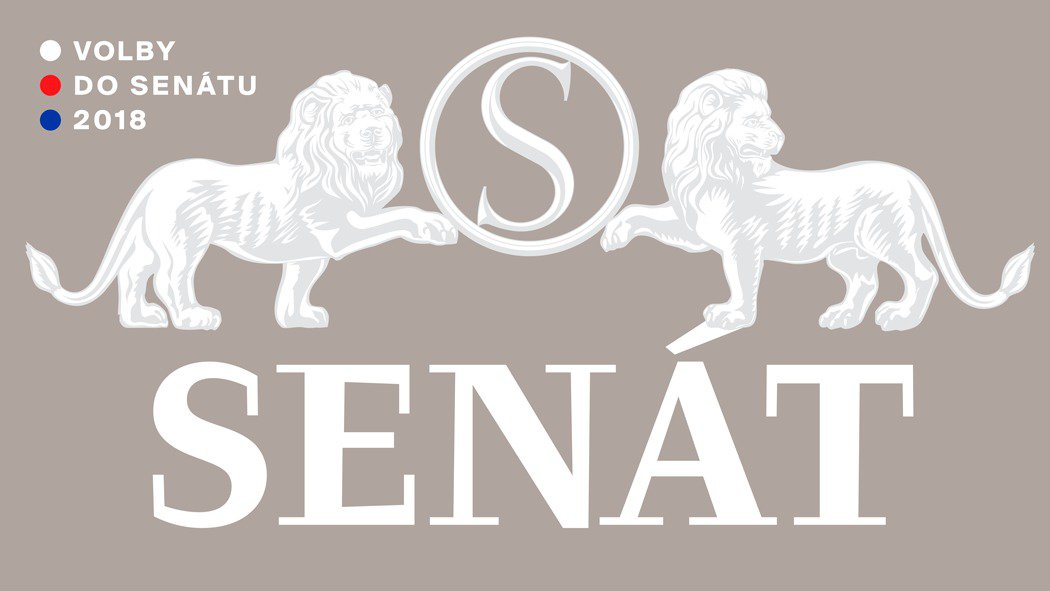 VOLBY
DO SENÁTU
2018
S
SENÁT